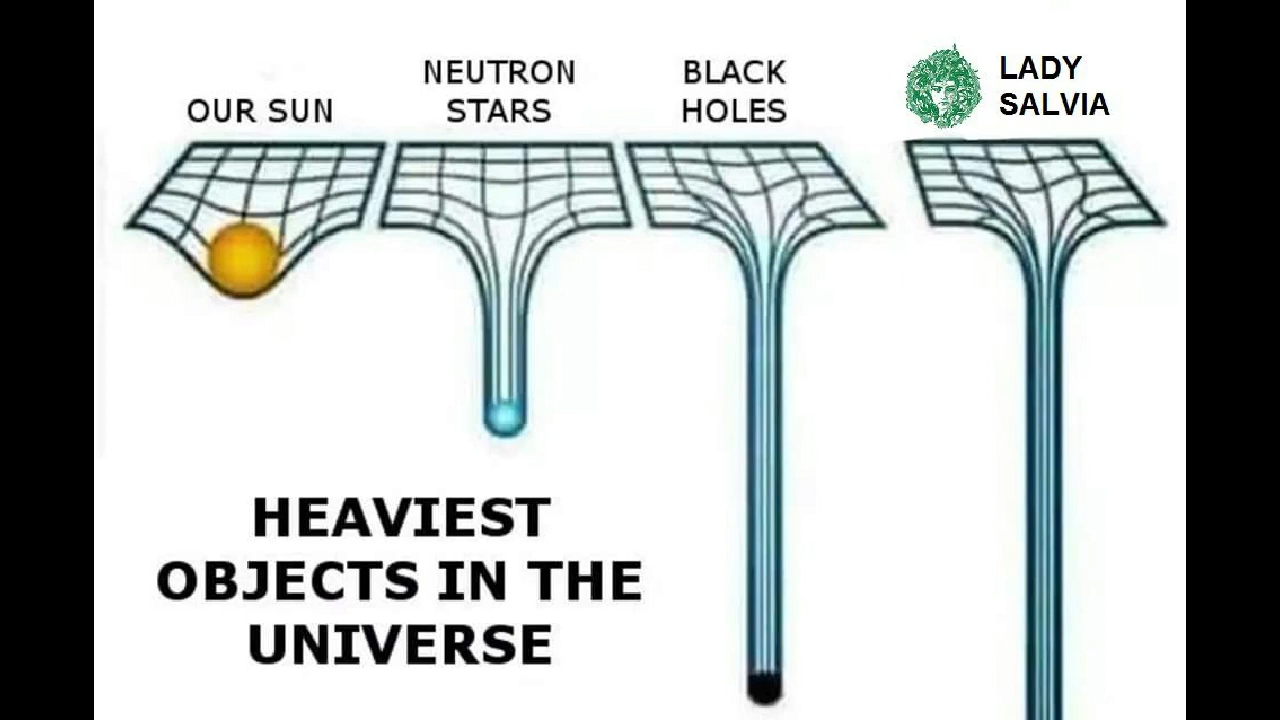 OUR SUN
NEUTRON
STARS
BLACK
HOLES
LADY
SALVIA
HEAVIEST
OBJECTS IN THE
UNIVERSE